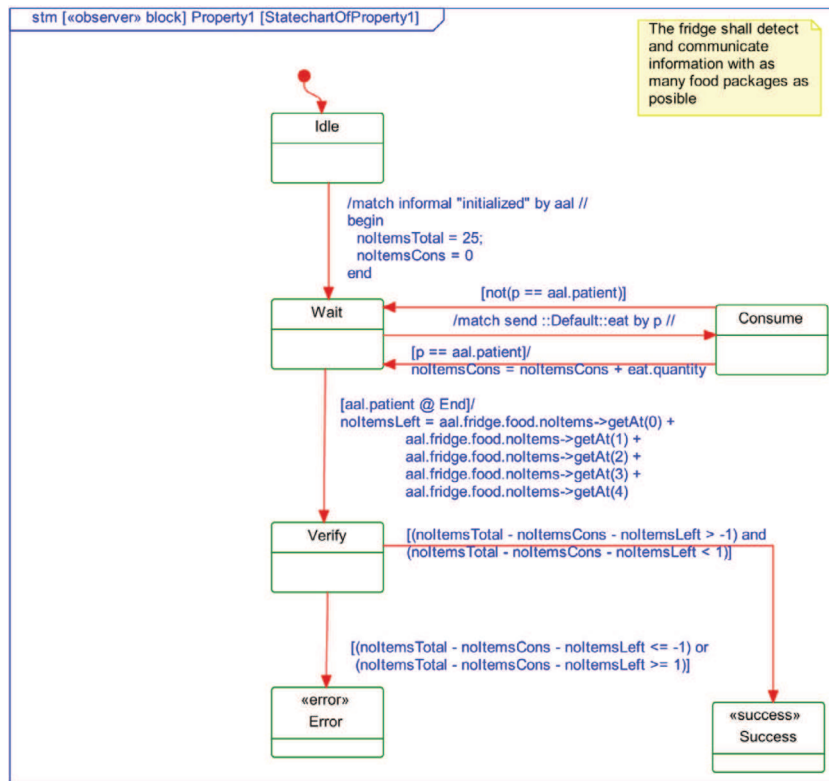 stm [«observer» block] Property1 [StatechartOfProperty1]
The fridge shall detect
and communicate
information with as
many food packages as
posible
Idle
/match informal "initialized" by aal //
begin
noItemsTotal = 25;
noItemsCons = 0
end
[not(p == aal.patient)]
Wait
/match send ::Default::eat by p //
Consume
[p == aal.patient]/
noItemsCons = noItemsCons + eat.quantity
[aal.patient @ End]/
noItemsLeft = aal.fridge.food.noItems->getAt(0) +
aal.fridge.food.noItems->getAt(1) +
aal.fridge.food.noItems->getAt(2) +
aal.fridge.food.noItems->getAt(3) +
aal.fridge.food.noItems->getAt(4)
Verify
[(noItemsTotal - noItemsCons - noItemsLeft > -1) and
(noItemsTotal - noItemsCons - noItemsLeft < 1)]
[(noItemsTotal - noItemsCons - noItemsLeft <= -1) or
(noItemsTotal - noItemsCons - noItemsLeft >= 1)]
«error»
Error
«success»
Success